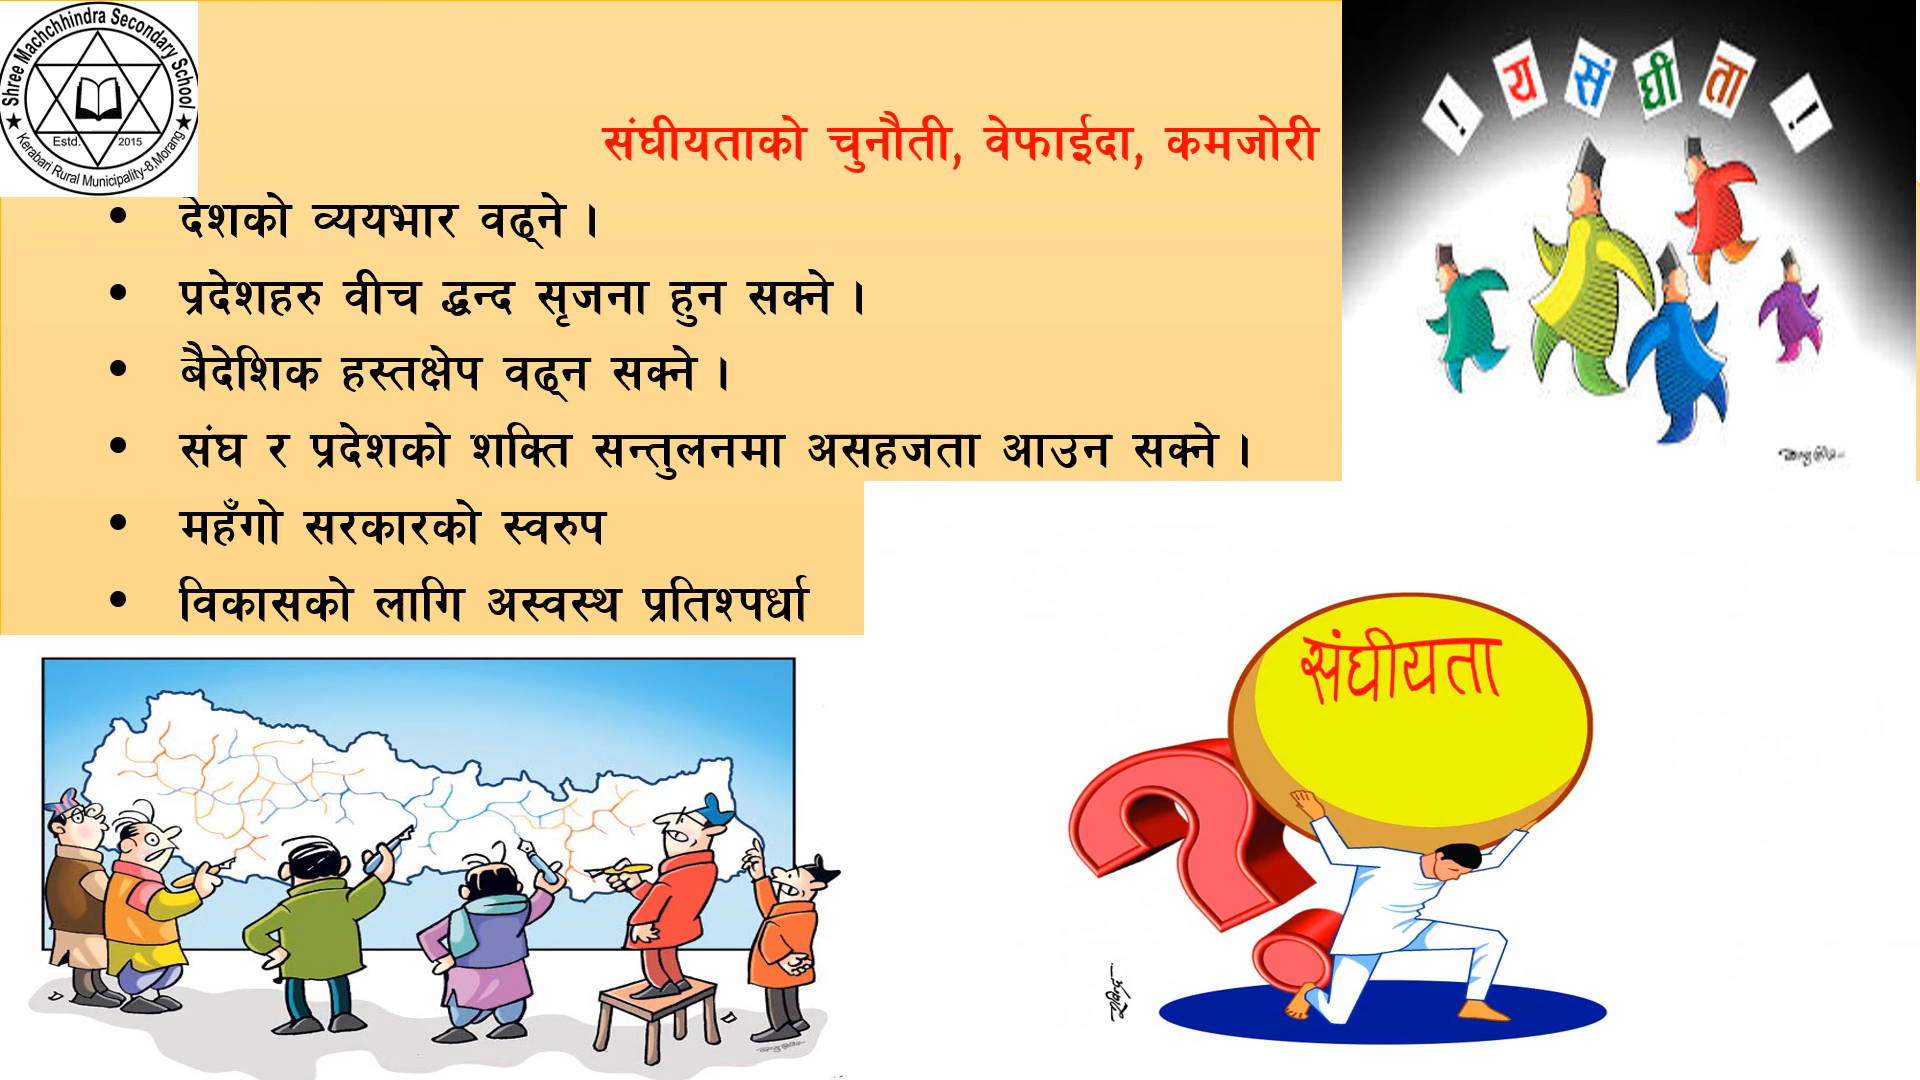 Shree Machchhindra Secondary School
Estd. 2015
Kerabari Rural Municipality-8,Morang
संघीयताको चुनौती, वेफाईदा, कमजोरी
• देशको व्ययभार वढ्ने ।
• प्रदेशहरु वीच द्धन्द सृजना हुन सक्ने ।
• बैदेशिक हस्तक्षेप वढ्न सक्ने ।
• संघ र प्रदेशको शक्ति सन्तुलनमा असहजता आउन सक्ने ।
• महँगो सरकारको स्वरुप
• विकासको लागि अस्वस्थ प्रतिश्पर्धा
! य सं घी ता !
संघीयता
?